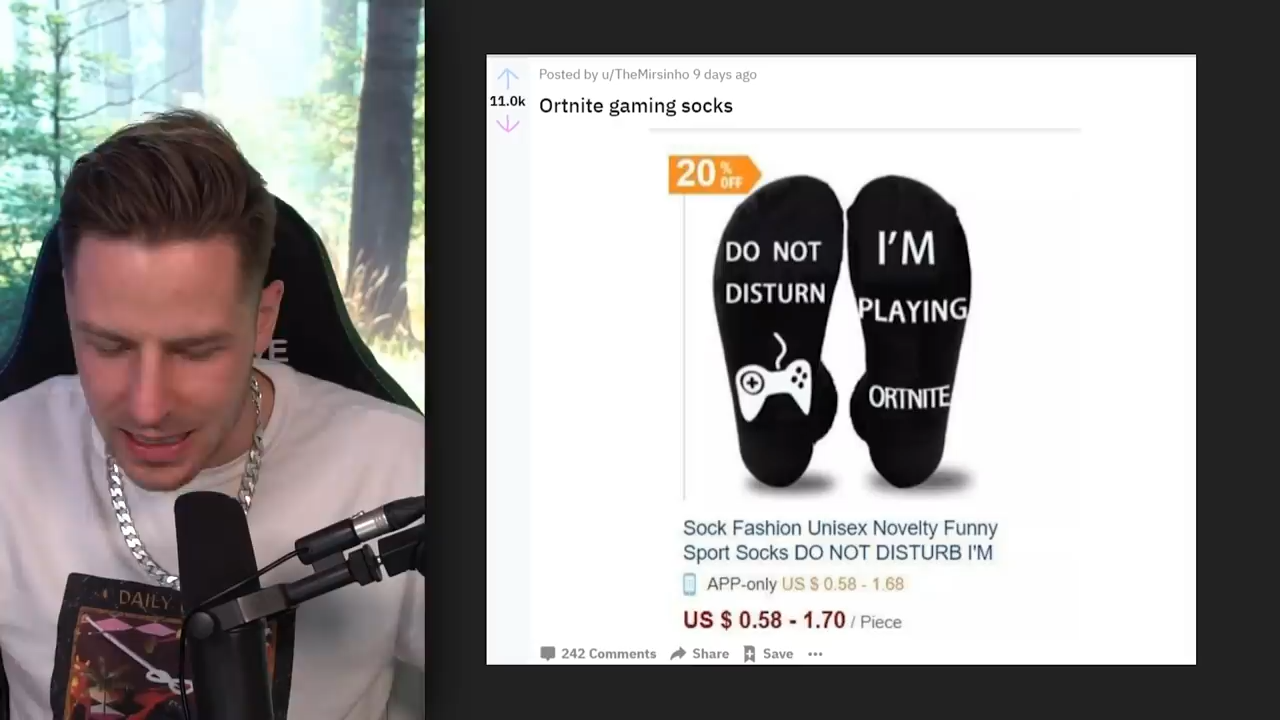 Posted by u/TheMirsinho 9 days ago
11.0k
Ortnite gaming socks
20 % OFF
DO NOT
DISTURN
I'M
PLAYING
ORTNITE
Sock Fashion Unisex Novelty Funny
Sport Socks DO NOT DISTURB I'M
APP-only US $ 0.58 - 1.68
US $ 0.58 - 1.70 / Piece
242 Comments Share Save
DAILY